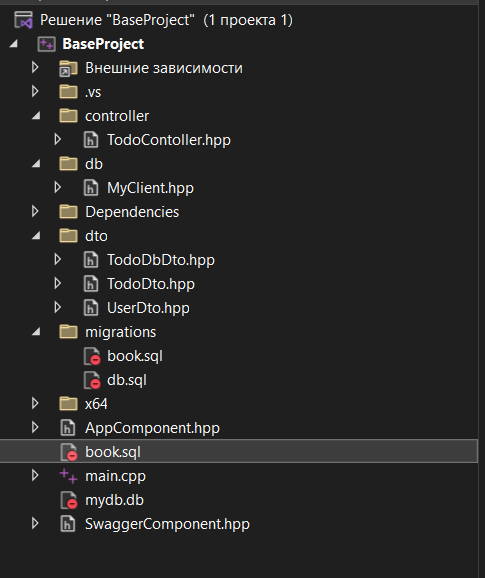 Решение "BaseProject" (1 проекта 1)
BaseProject
Внешние зависимости
.vs
controller
TodoContoller.hpp
db
MyClient.hpp
Dependencies
dto
TodoDbDto.hpp
TodoDto.hpp
UserDto.hpp
migrations
book.sql
db.sql
x64
AppComponent.hpp
book.sql
main.cpp
mydb.db
SwaggerComponent.hpp